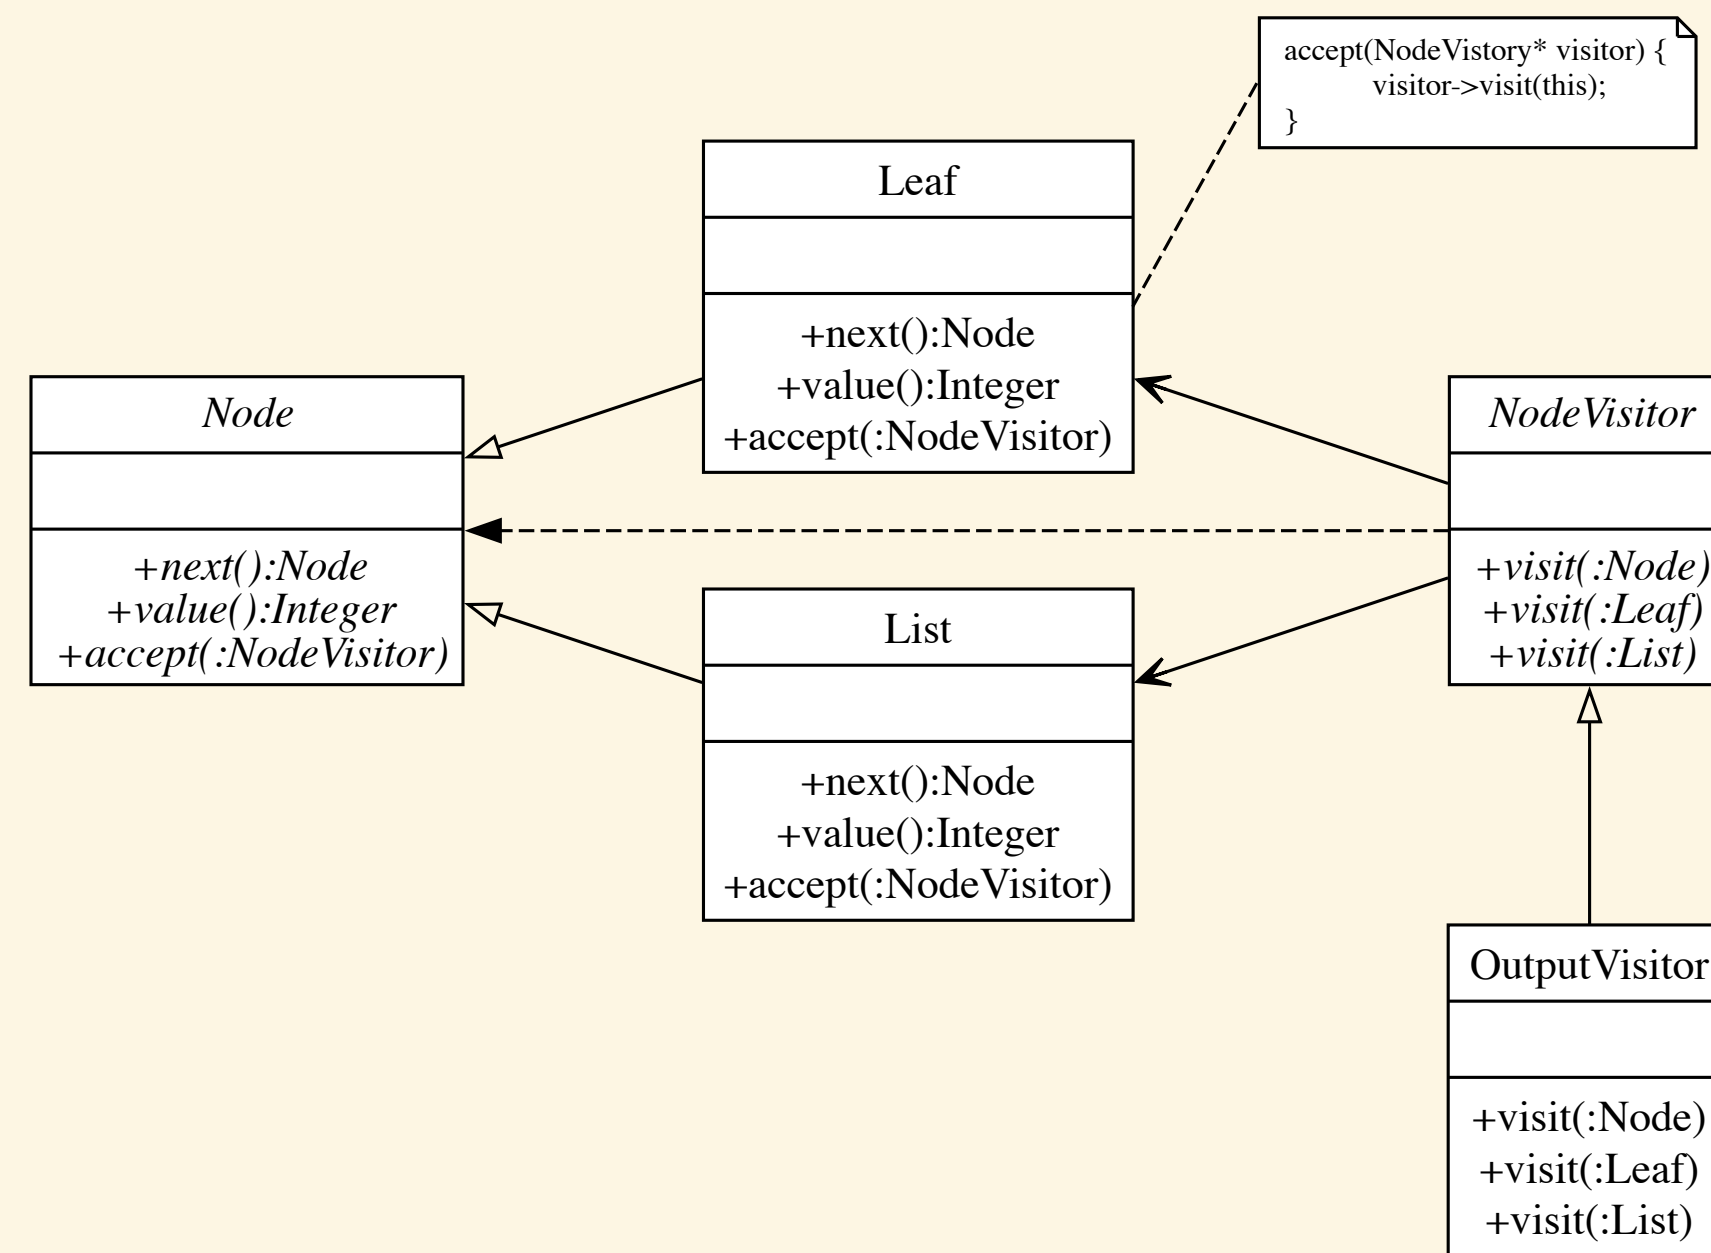 accept(NodeVistory* visitor) {
visitor->visit(this);
}
Leaf
+next():Node
+value():Integer
+accept(:NodeVisitor)
Node
+next():Node
+value():Integer
+accept(:NodeVisitor)
NodeVisitor
+visit(:Node)
+visit(:Leaf)
+visit(:List)
List
+next():Node
+value():Integer
+accept(:NodeVisitor)
OutputVisitor
+visit(:Node)
+visit(:Leaf)
+visit(:List)